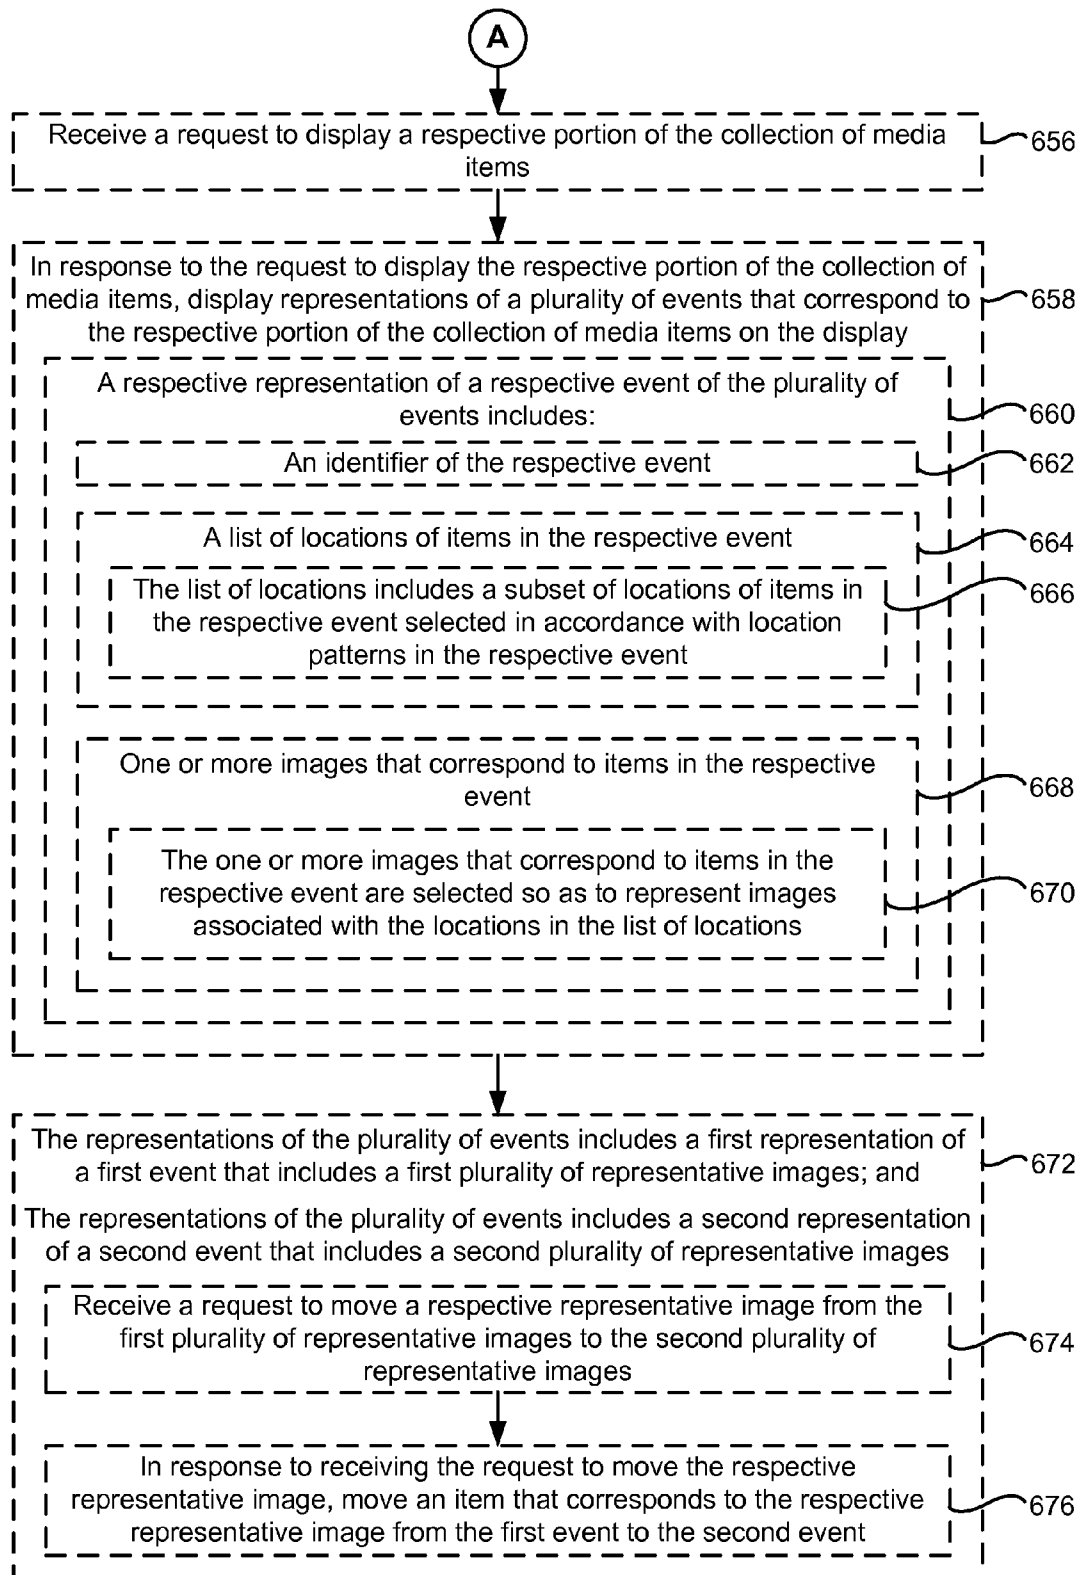 A
Receive a request to display a respective portion of the collection of media
items
656
In response to the request to display the respective portion of the collection of
media items, display representations of a plurality of events that correspond to
the respective portion of the collection of media items on the display
658
A respective representation of a respective event of the plurality of
events includes:
660
An identifier of the respective event
662
A list of locations of items in the respective event
664
The list of locations includes a subset of locations of items in
the respective event selected in accordance with location
patterns in the respective event
666
One or more images that correspond to items in the respective
event
668
The one or more images that correspond to items in the
respective event are selected so as to represent images
associated with the locations in the list of locations
670
The representations of the plurality of events includes a first representation of
a first event that includes a first plurality of representative images; and
672
The representations of the plurality of events includes a second representation
of a second event that includes a second plurality of representative images
Receive a request to move a respective representative image from the
first plurality of representative images to the second plurality of
representative images
674
In response to receiving the request to move the respective
representative image, move an item that corresponds to the respective
representative image from the first event to the second event
676